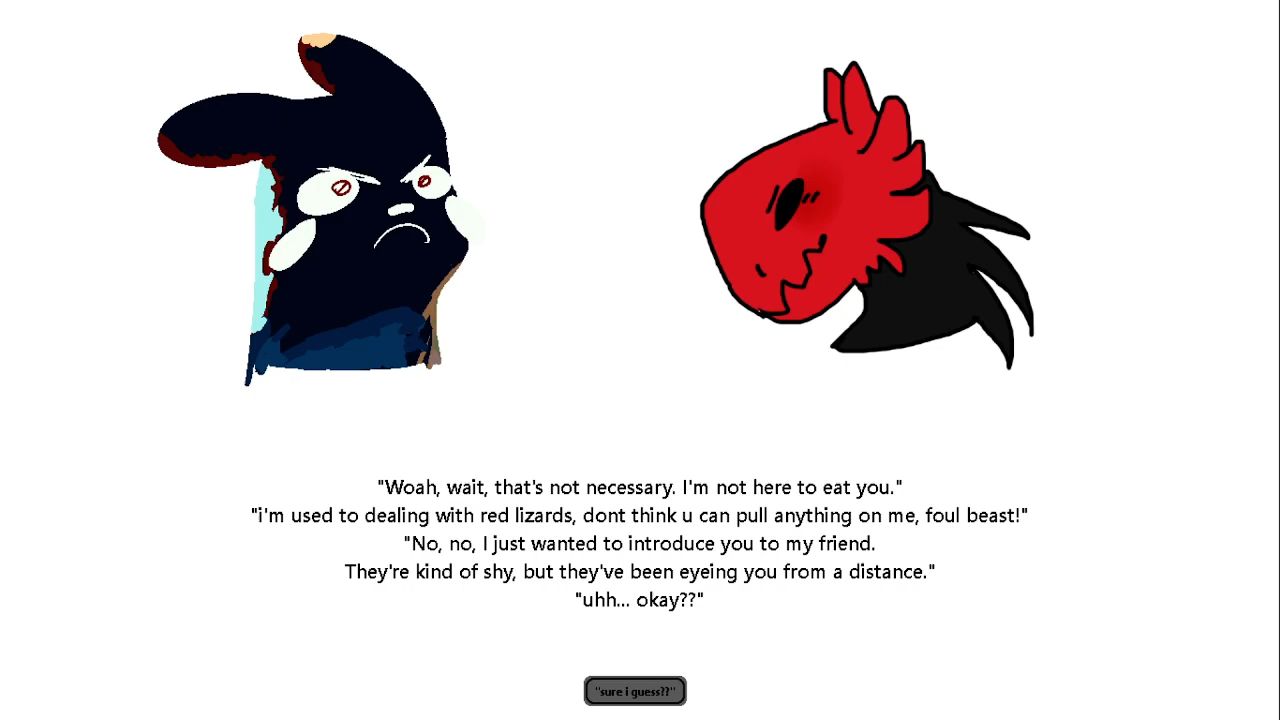 "Woah, wait, that's not necessary. I'm not here to eat you."
"i'm used to dealing with red lizards, dont think u can pull anything on me, foul beast!"
"No, no, I just wanted to introduce you to my friend.
They're kind of shy, but they've been eyeing you from a distance."
"uhh... okay??"
"sure i guess??"